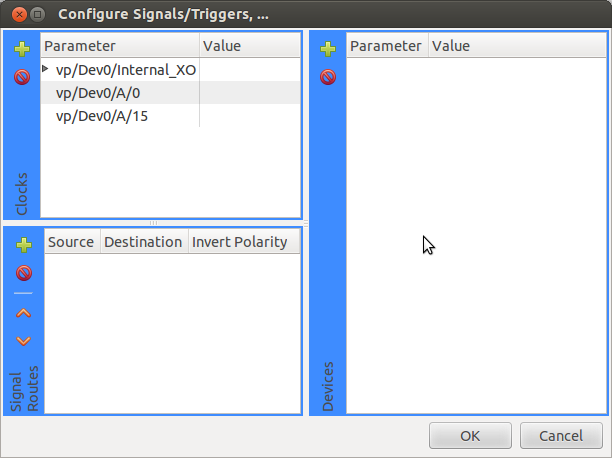 Configure Signals/Triggers, ...
Parameter Value
vp/Dev0/Internal_XO
vp/Dev0/A/0
vp/Dev0/A/15
Clocks
Source Destination Invert Polarity
Signal
Routes
Parameter Value
Devices
OK Cancel